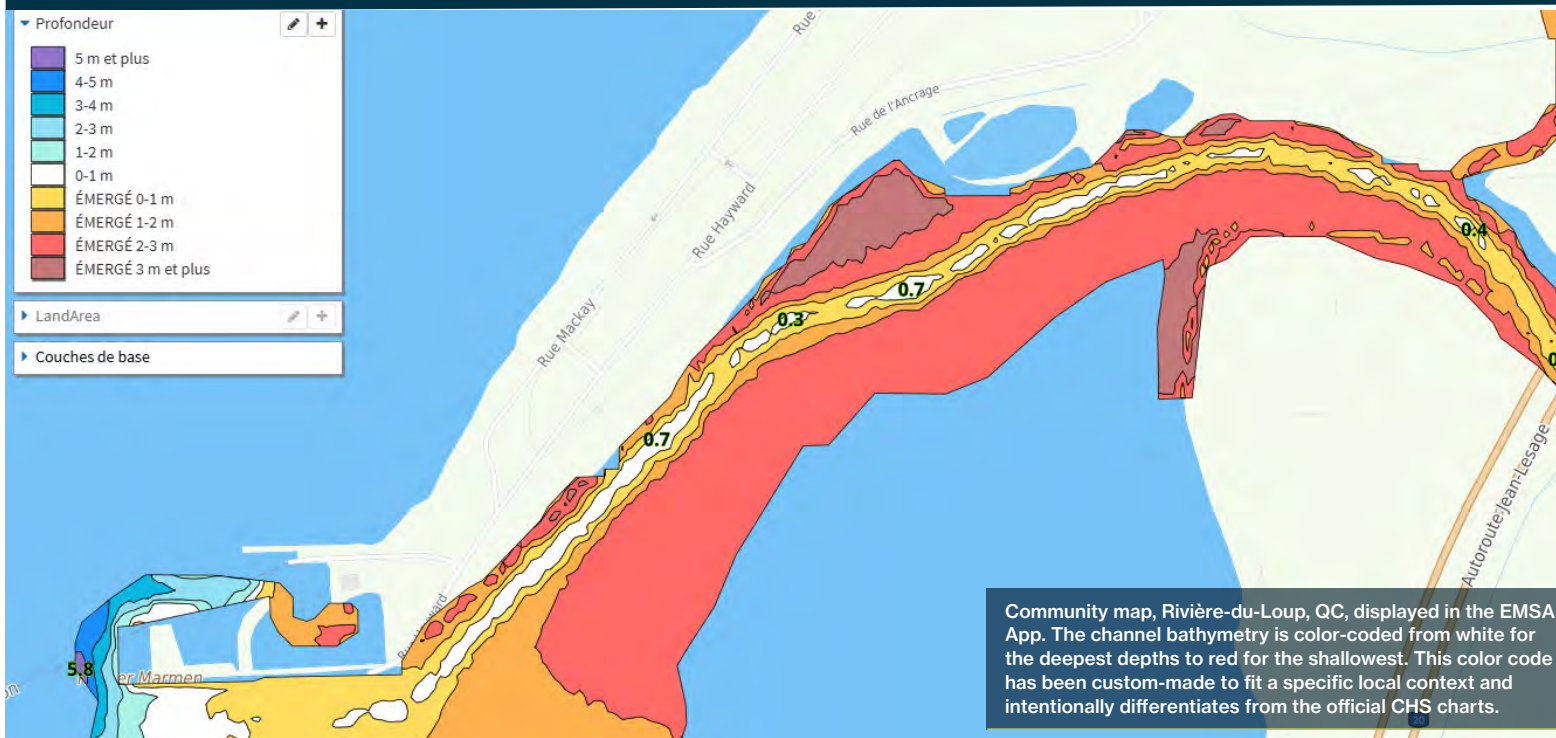 Profondeur
5 m et plus
4-5 m
3-4 m
2-3 m
1-2 m
0-1 m
ÉMERGÉ 0-1 m
ÉMERGÉ 1-2 m
ÉMERGÉ 2-3 m
ÉMERGÉ 3 m et plus
LandArea
Couches de base
Rue
Rue
Rue de l'Ancrage
Rue Hayward
Rue Mackay
0.4
0.7
0.3
0.7
Autoroute Jean-Lesage
5.8
er Marmen
Community map, Rivière-du-Loup, QC, displayed in the EMSA
App. The channel bathymetry is color-coded from white for
the deepest depths to red for the shallowest. This color code
has been custom-made to fit a specific local context and
intentionally differentiates from the official CHS charts.
20